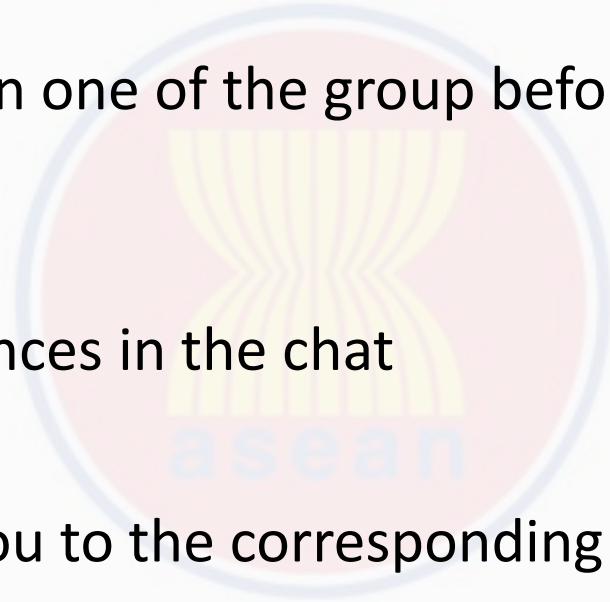 n one of the group befo
nces in the chat
asean
ou to the corresponding